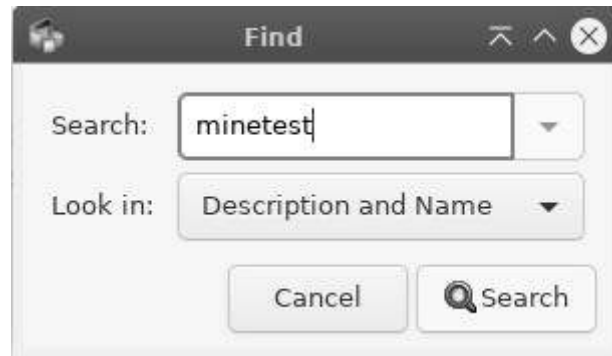 Find
Search: minetest
Look in: Description and Name
Cancel Search